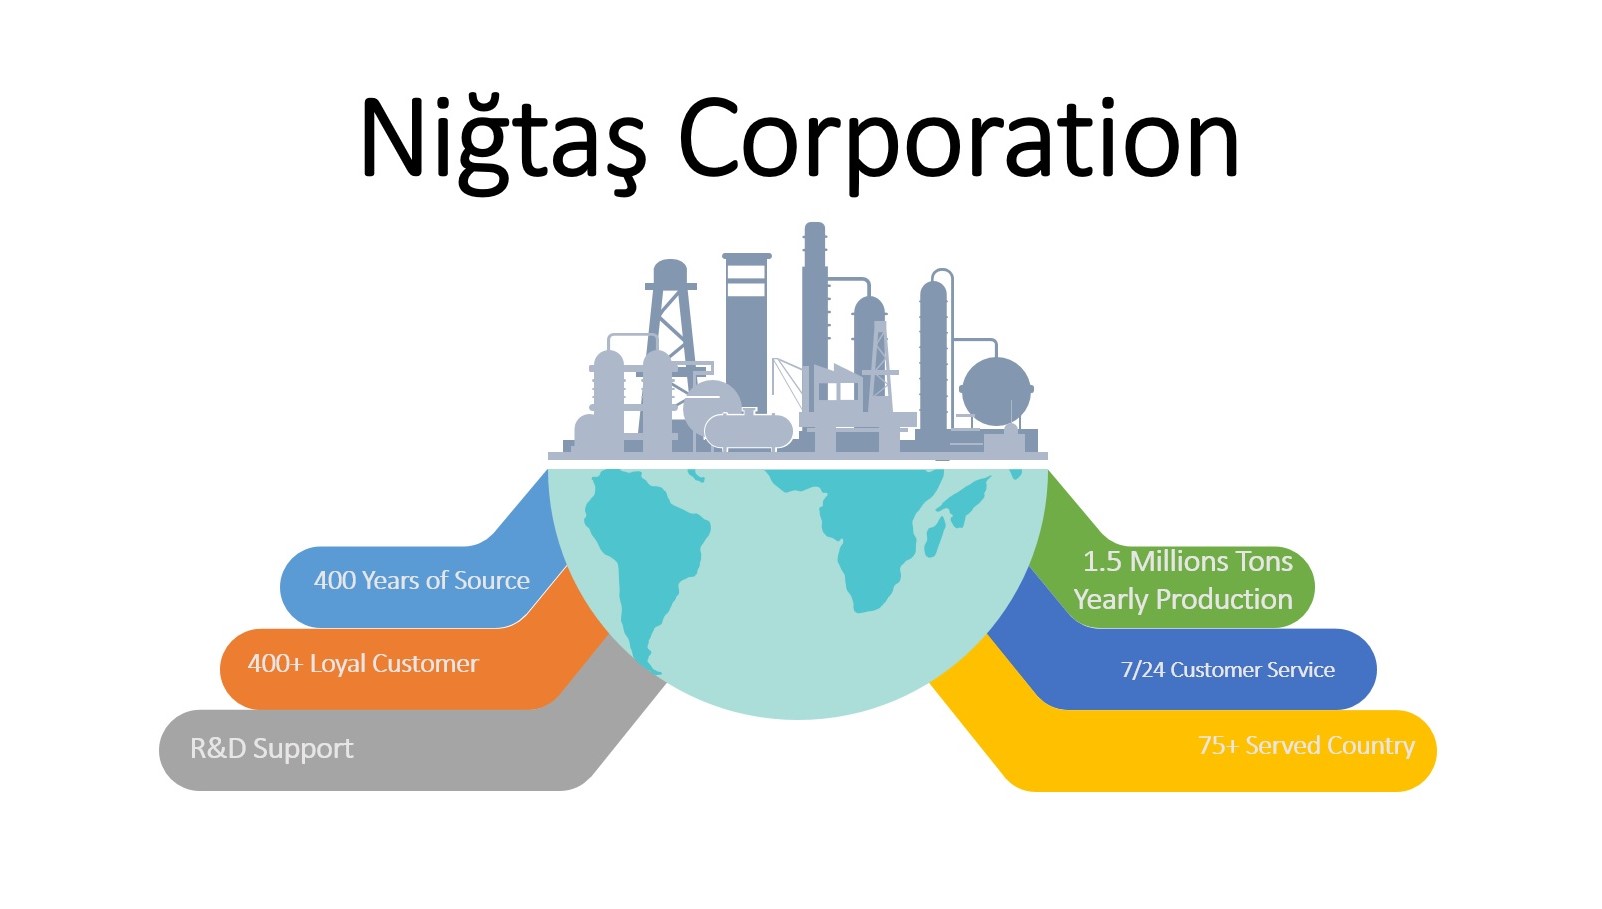 Niğtaş Corporation
400 Years of Source
400+ Loyal Customer
R&D Support
1.5 Millions Tons
Yearly Production
7/24 Customer Service
75+ Served Country